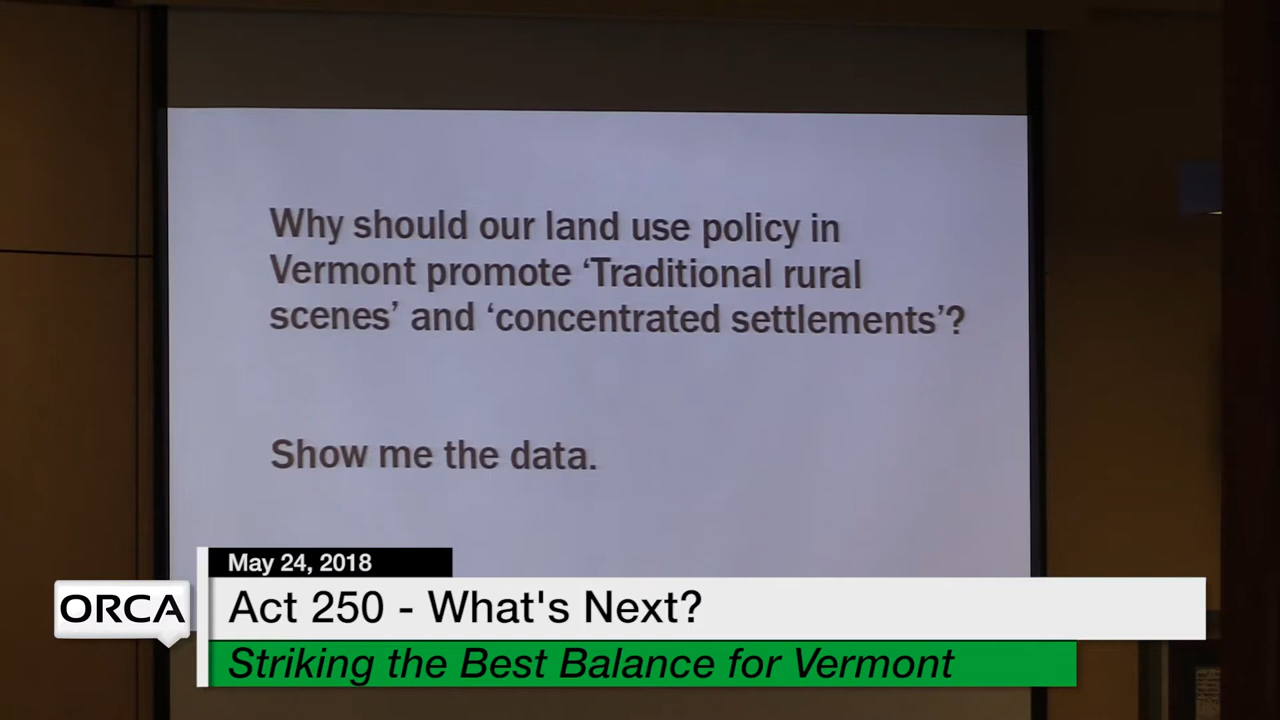 Why should our land use policy in
Vermont promote ‘Traditional rural
scenes’ and ‘concentrated settlements’?
Show me the data.
May 24, 2018
ORCA
Act 250 - What's Next?
Striking the Best Balance for Vermont